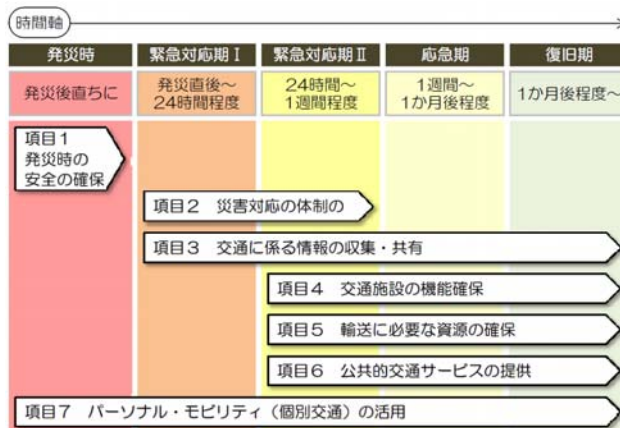 時間軸
発災時
緊急対応期Ⅰ
緊急対応期Ⅱ
応急期
復旧期
発災後直ちに
発災直後~
24時間程度
24時間~
1週間程度
1週間~
1か月後程度
1か月後程度~
項目1
発災時の
安全の確保
項目2 災害対応の体制の
項目3 交通に係る情報の収集・共有
項目4 交通施設の機能確保
項目5 輸送に必要な資源の確保
項目6 公共的交通サービスの提供
項目7 パーソナル・モビリティ(個別交通)の活用